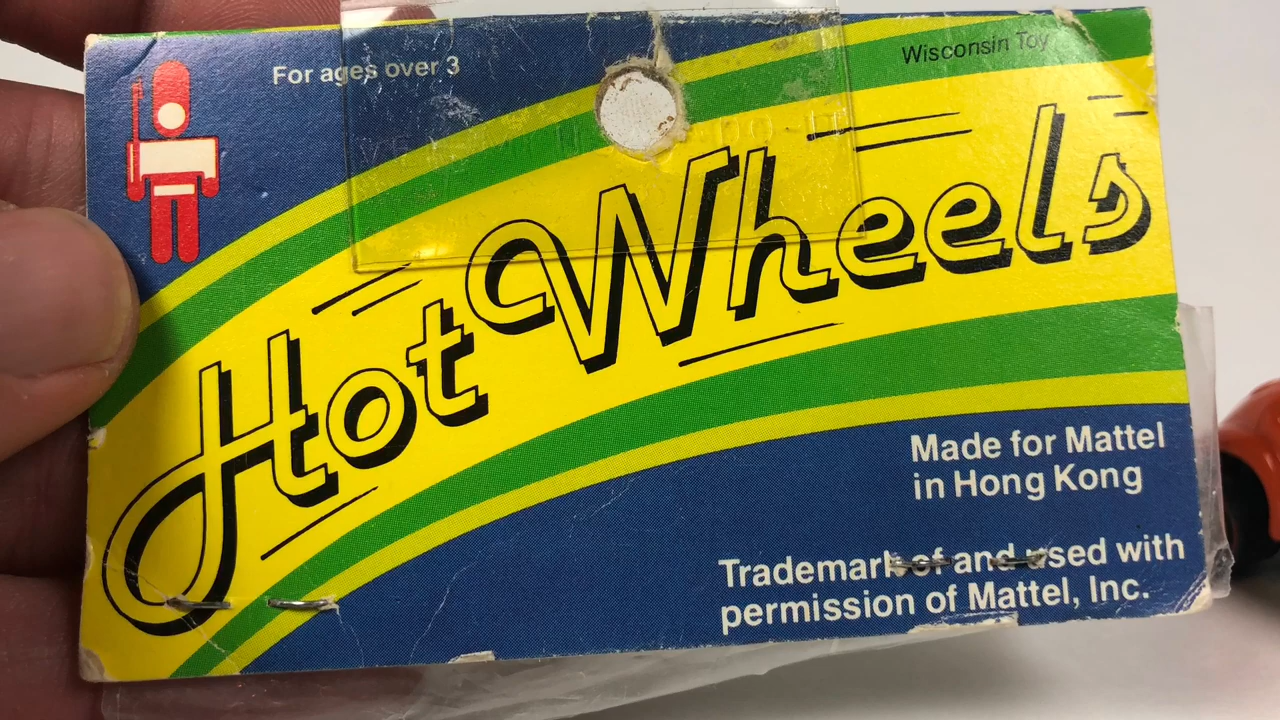 For ages over 3
Wisconsin Toy
Hot Wheels
Made for Mattel
in Hong Kong
Trademark of and used with
permission of Mattel, Inc.